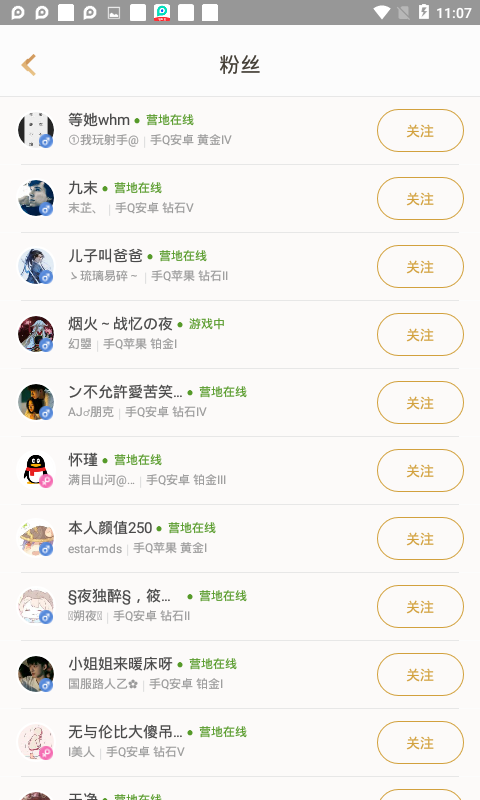 11:07
粉丝
等她whm ● 营地在线
①我玩射手@ | 手Q安卓 黄金IV
关注
九末 ● 营地在线
末芷、 | 手Q安卓 钻石V
关注
儿子叫爸爸 ● 营地在线
ゝ琉璃易碎~ | 手Q苹果 钻石II
关注
烟火~战忆の夜 ● 游戏中
幻曌 | 手Q苹果 铂金I
关注
ン不允許愛苦笑... ● 营地在线
AJ♂朋克 | 手Q安卓 钻石IV
关注
怀瑾 ● 营地在线
满目山河@... | 手Q安卓 铂金III
关注
本人颜值250 ● 营地在线
estar-mds | 手Q苹果 黄金I
关注
§夜独醉§，筱... ● 营地在线
朔夜 | 手Q安卓 钻石II
关注
小姐姐来暖床呀 ● 营地在线
国服路人乙✿ | 手Q安卓 铂金I
关注
无与伦比大傻吊... ● 营地在线
I美人 | 手Q安卓 钻石V
关注